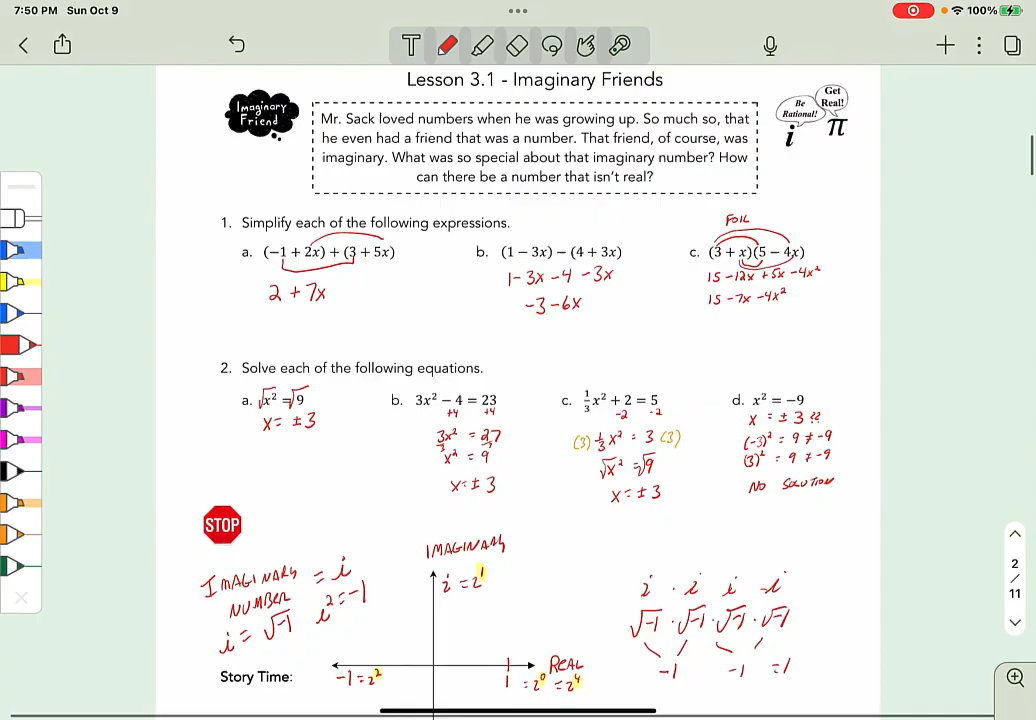 7:50 PM Sun Oct 9
100%
Lesson 3.1 - Imaginary Friends
Imaginary
Friend
Be
Rational!
Get
Real!
i
π
Mr. Sack loved numbers when he was growing up. So much so, that
he even had a friend that was a number. That friend, of course, was
imaginary. What was so special about that imaginary number? How
can there be a number that isn't real?
1. Simplify each of the following expressions.
FOIL
a. (−1 + 2x) + (3 + 5x)
2 + 7x
b. (1 − 3x) − (4 + 3x)
1 - 3x - 4 - 3x
-3 - 6x
c. (3 + x)(5 − 4x)
15 - 12x + 5x - 4x²
15 - 7x - 4x²
2. Solve each of the following equations.
a. √x² = √9
x = ±3
b. 3x² − 4 = 23
+4 +4
3x² = 27
3 3
x² = 9
x = ±3
c. 1/3 x² + 2 = 5
-2 -2
(3) 1/3 x² = 3 (3)
√x² = √9
x = ±3
d. x² = −9
x = ±3 ??
(-3)² = 9 ≠ -9
(3)² = 9 ≠ -9
NO SOLUTION
STOP
IMAGINARY
NUMBER = i
i = √-1 i² = -1
IMAGINARY
i = i¹
-1 = i²
REAL
1 = i⁰ = i⁴
i · i · i · i
√-1 · √-1 · √-1 · √-1
-1 · -1 = 1
Story Time:
2
/
11